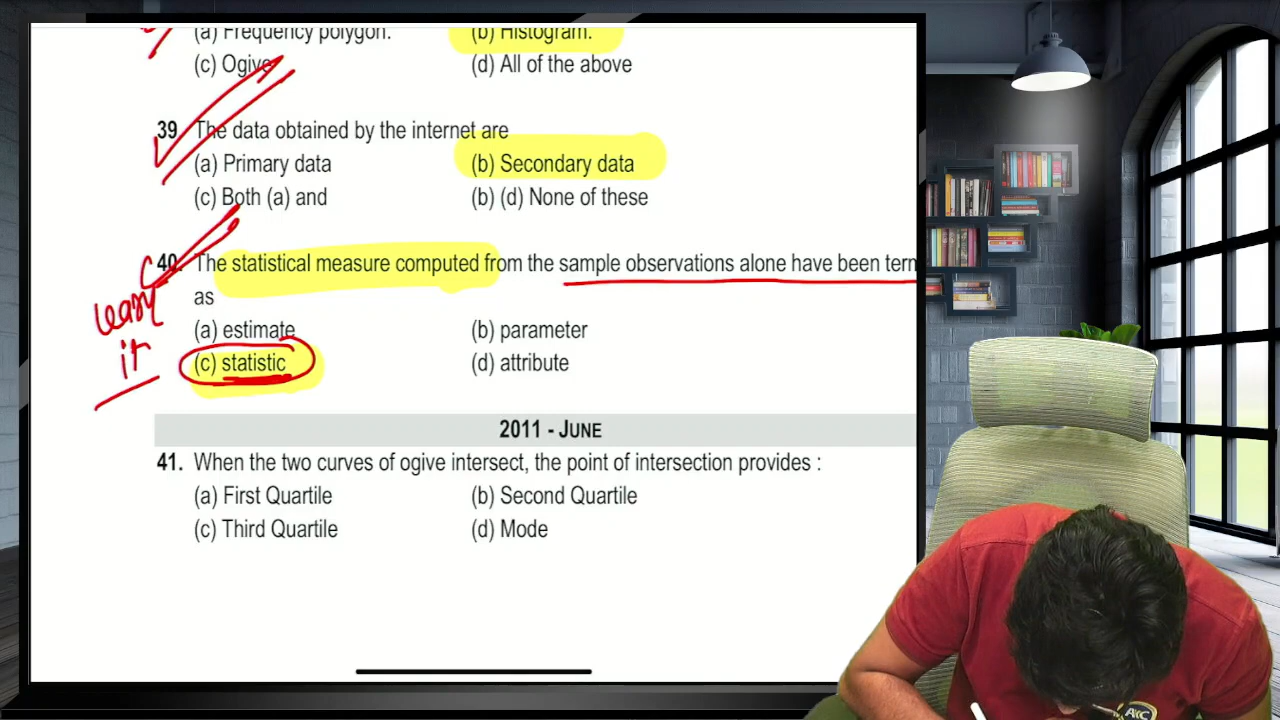 (a) Frequency polygon. (b) Histogram.
(c) Ogive (d) All of the above
39 The data obtained by the internet are
(a) Primary data (b) Secondary data
(c) Both (a) and (b) (d) None of these
40. The statistical measure computed from the sample observations alone have been term
as
C
learn
it
(a) estimate (b) parameter
(c) statistic (d) attribute
2011 - JUNE
41. When the two curves of ogive intersect, the point of intersection provides :
(a) First Quartile (b) Second Quartile
(c) Third Quartile (d) Mode
AKC